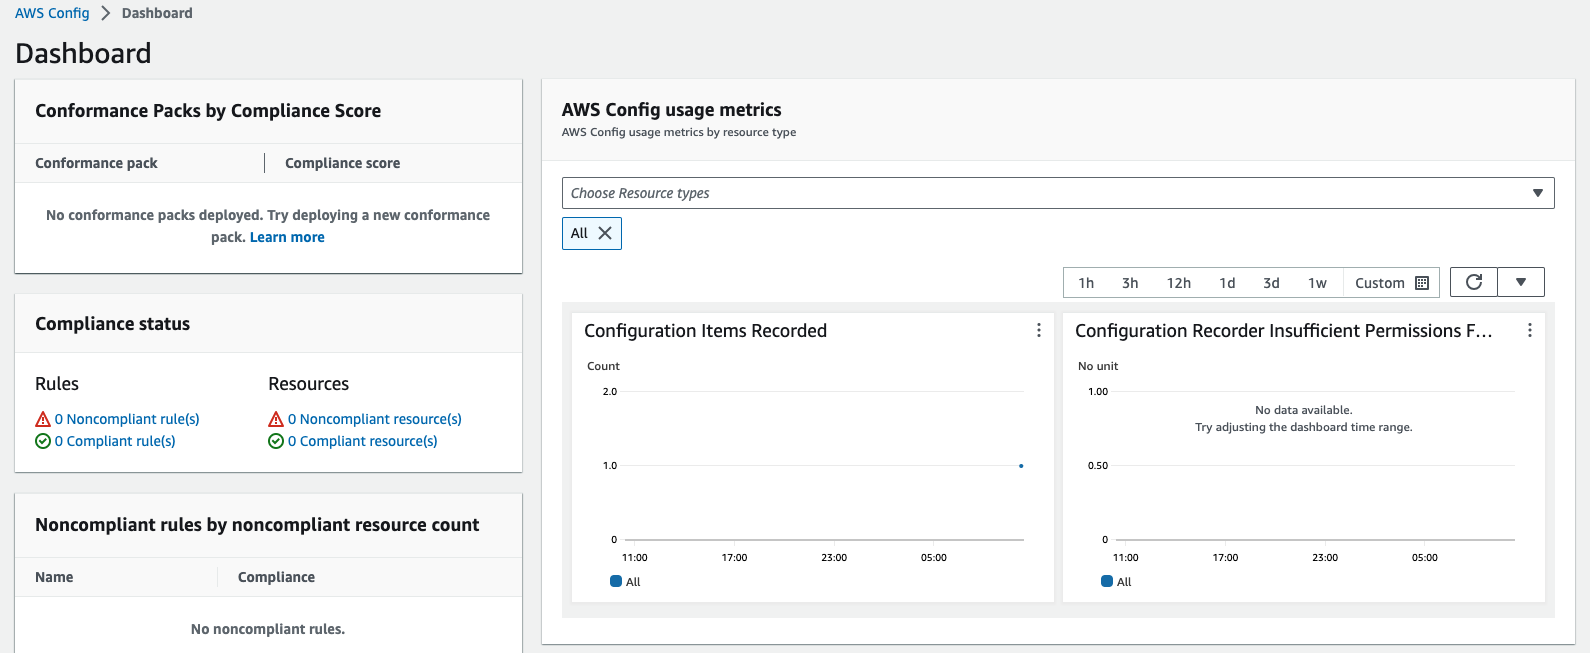 AWS Config > Dashboard
Dashboard
Conformance Packs by Compliance Score
Conformance pack Compliance score
No conformance packs deployed. Try deploying a new conformance
pack. Learn more
Compliance status
Rules Resources
0 Noncompliant rule(s) 0 Noncompliant resource(s)
0 Compliant rule(s) 0 Compliant resource(s)
Noncompliant rules by noncompliant resource count
Name Compliance
No noncompliant rules.
AWS Config usage metrics
AWS Config usage metrics by resource type
Choose Resource types
All
1h 3h 12h 1d 3d 1w Custom
Configuration Items Recorded
Count
2.0
1.0
0
11:00 17:00 23:00 05:00
All
Configuration Recorder Insufficient Permissions F...
No unit
1.00
No data available.
Try adjusting the dashboard time range.
0.50
0
11:00 17:00 23:00 05:00
All